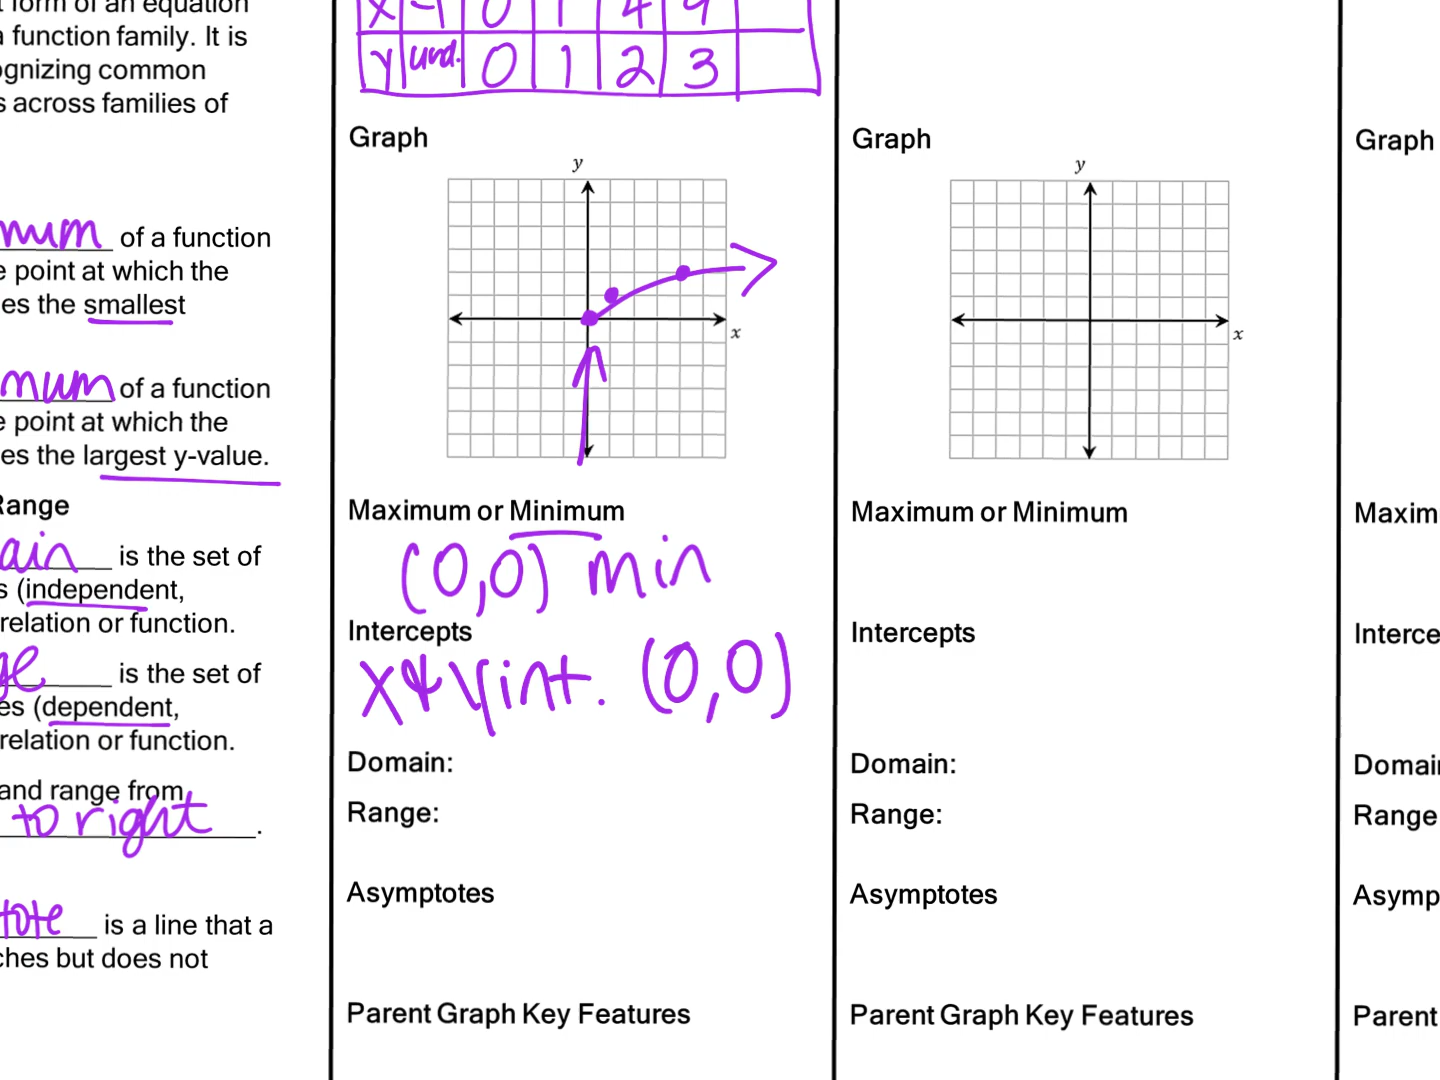 t form of an equation
a function family. It is
ognizing common
s across families of
mum of a function
e point at which the
es the smallest
mum of a function
e point at which the
es the largest y-value.
Range
ain is the set of
s (independent,
relation or function.
ge is the set of
es (dependent,
relation or function.
and range from
to right.
tote is a line that a
ches but does not
X -1 0 1 4 9
Y und. 0 1 2 3
Graph
y
x
Maximum or Minimum
(0,0) min
Intercepts
X & Y int. (0,0)
Domain:
Range:
Asymptotes
Parent Graph Key Features
Graph
y
x
Maximum or Minimum
Intercepts
Domain:
Range:
Asymptotes
Parent Graph Key Features
Graph
Maxim
Interce
Domai
Range
Asymp
Parent